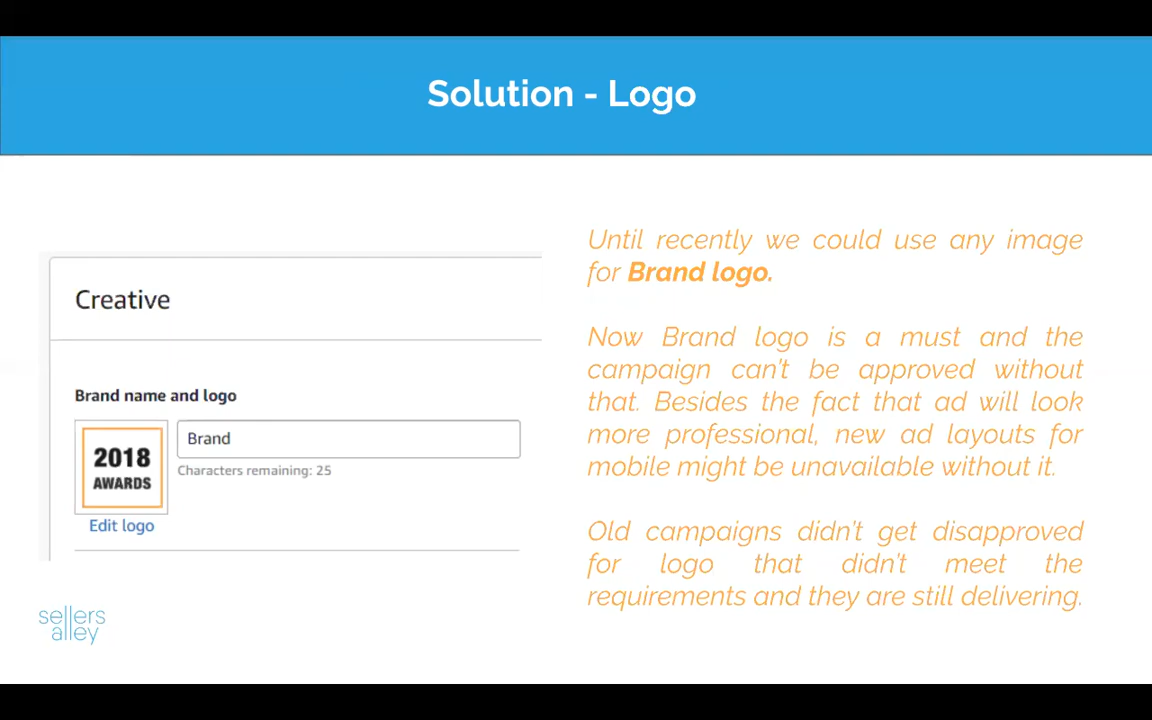 Solution - Logo
Creative
Brand name and logo
2018
AWARDS
Brand
Characters remaining: 25
Edit logo
Until recently we could use any image
for Brand logo.
Now Brand logo is a must and the
campaign can't be approved without
that. Besides the fact that ad will look
more professional, new ad layouts for
mobile might be unavailable without it.
Old campaigns didn't get disapproved
for logo that didn't meet the
requirements and they are still delivering.
sellers
alley